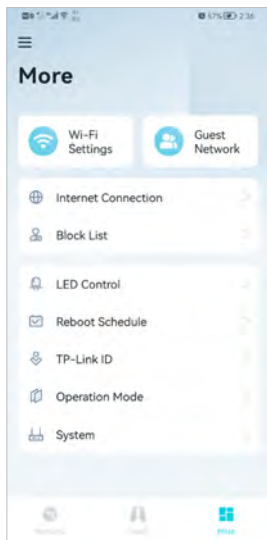 57% 2:36
More
Wi-Fi
Settings
Guest
Network
Internet Connection
Block List
LED Control
Reboot Schedule
TP-Link ID
Operation Mode
System
More